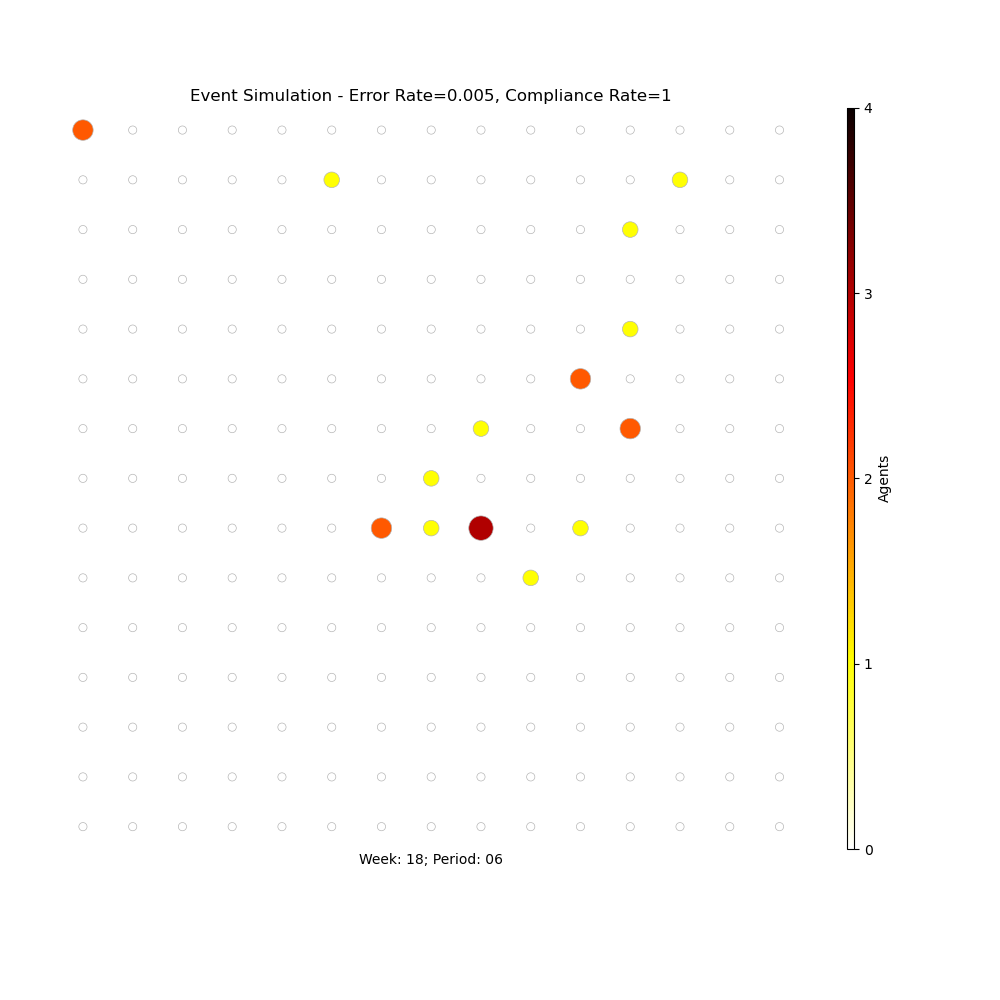 Event Simulation - Error Rate=0.005, Compliance Rate=1
4
3
2
1
0
Agents
Week: 18; Period: 06